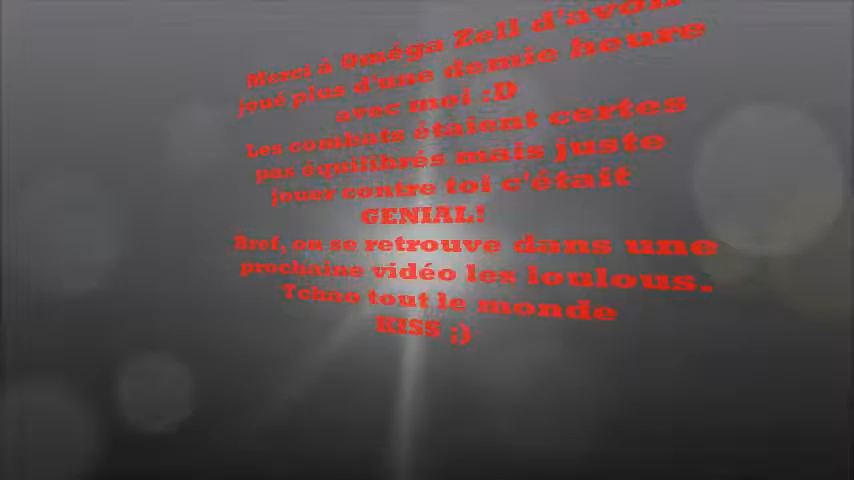 Merci à Oméga Zell d'avoir
joué plus d'une demie heure
avec moi :D
Les combats étaient certes
pas équilibrés mais juste
jouer contre toi c'était
GENIAL!
Bref, on se retrouve dans une
prochaine vidéo les loulous.
Tchao tout le monde
KISS ;)